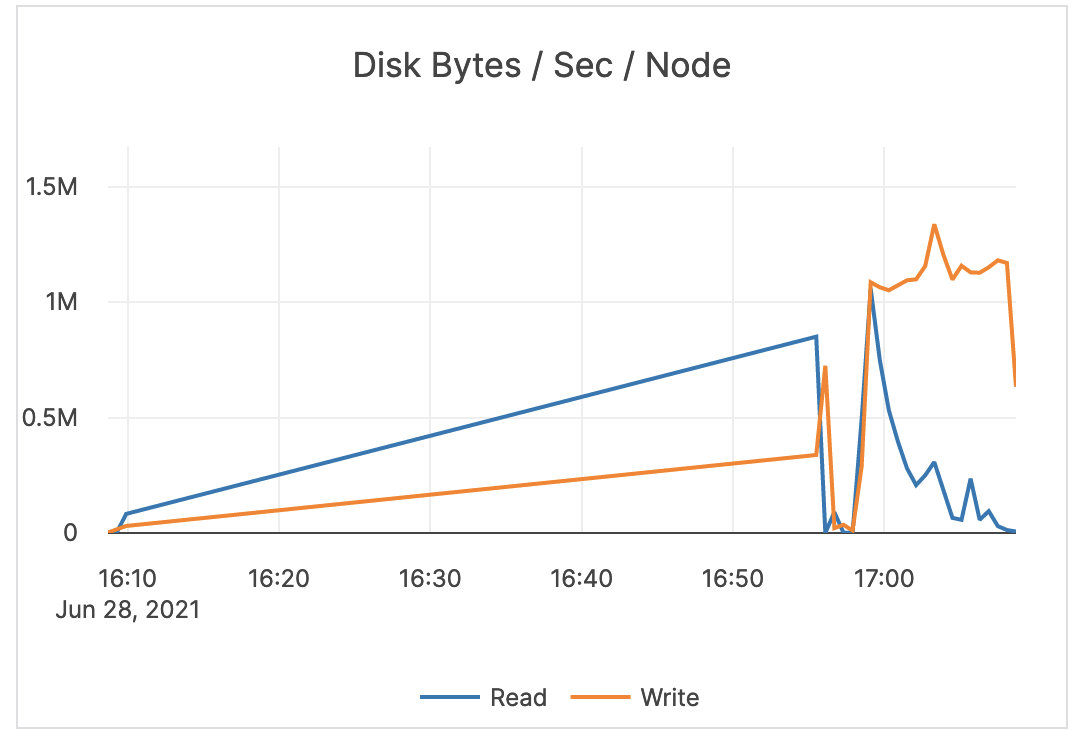 Disk Bytes / Sec / Node
1.5M
1M
0.5M
0
16:10 16:20 16:30 16:40 16:50 17:00
Jun 28, 2021
Read Write